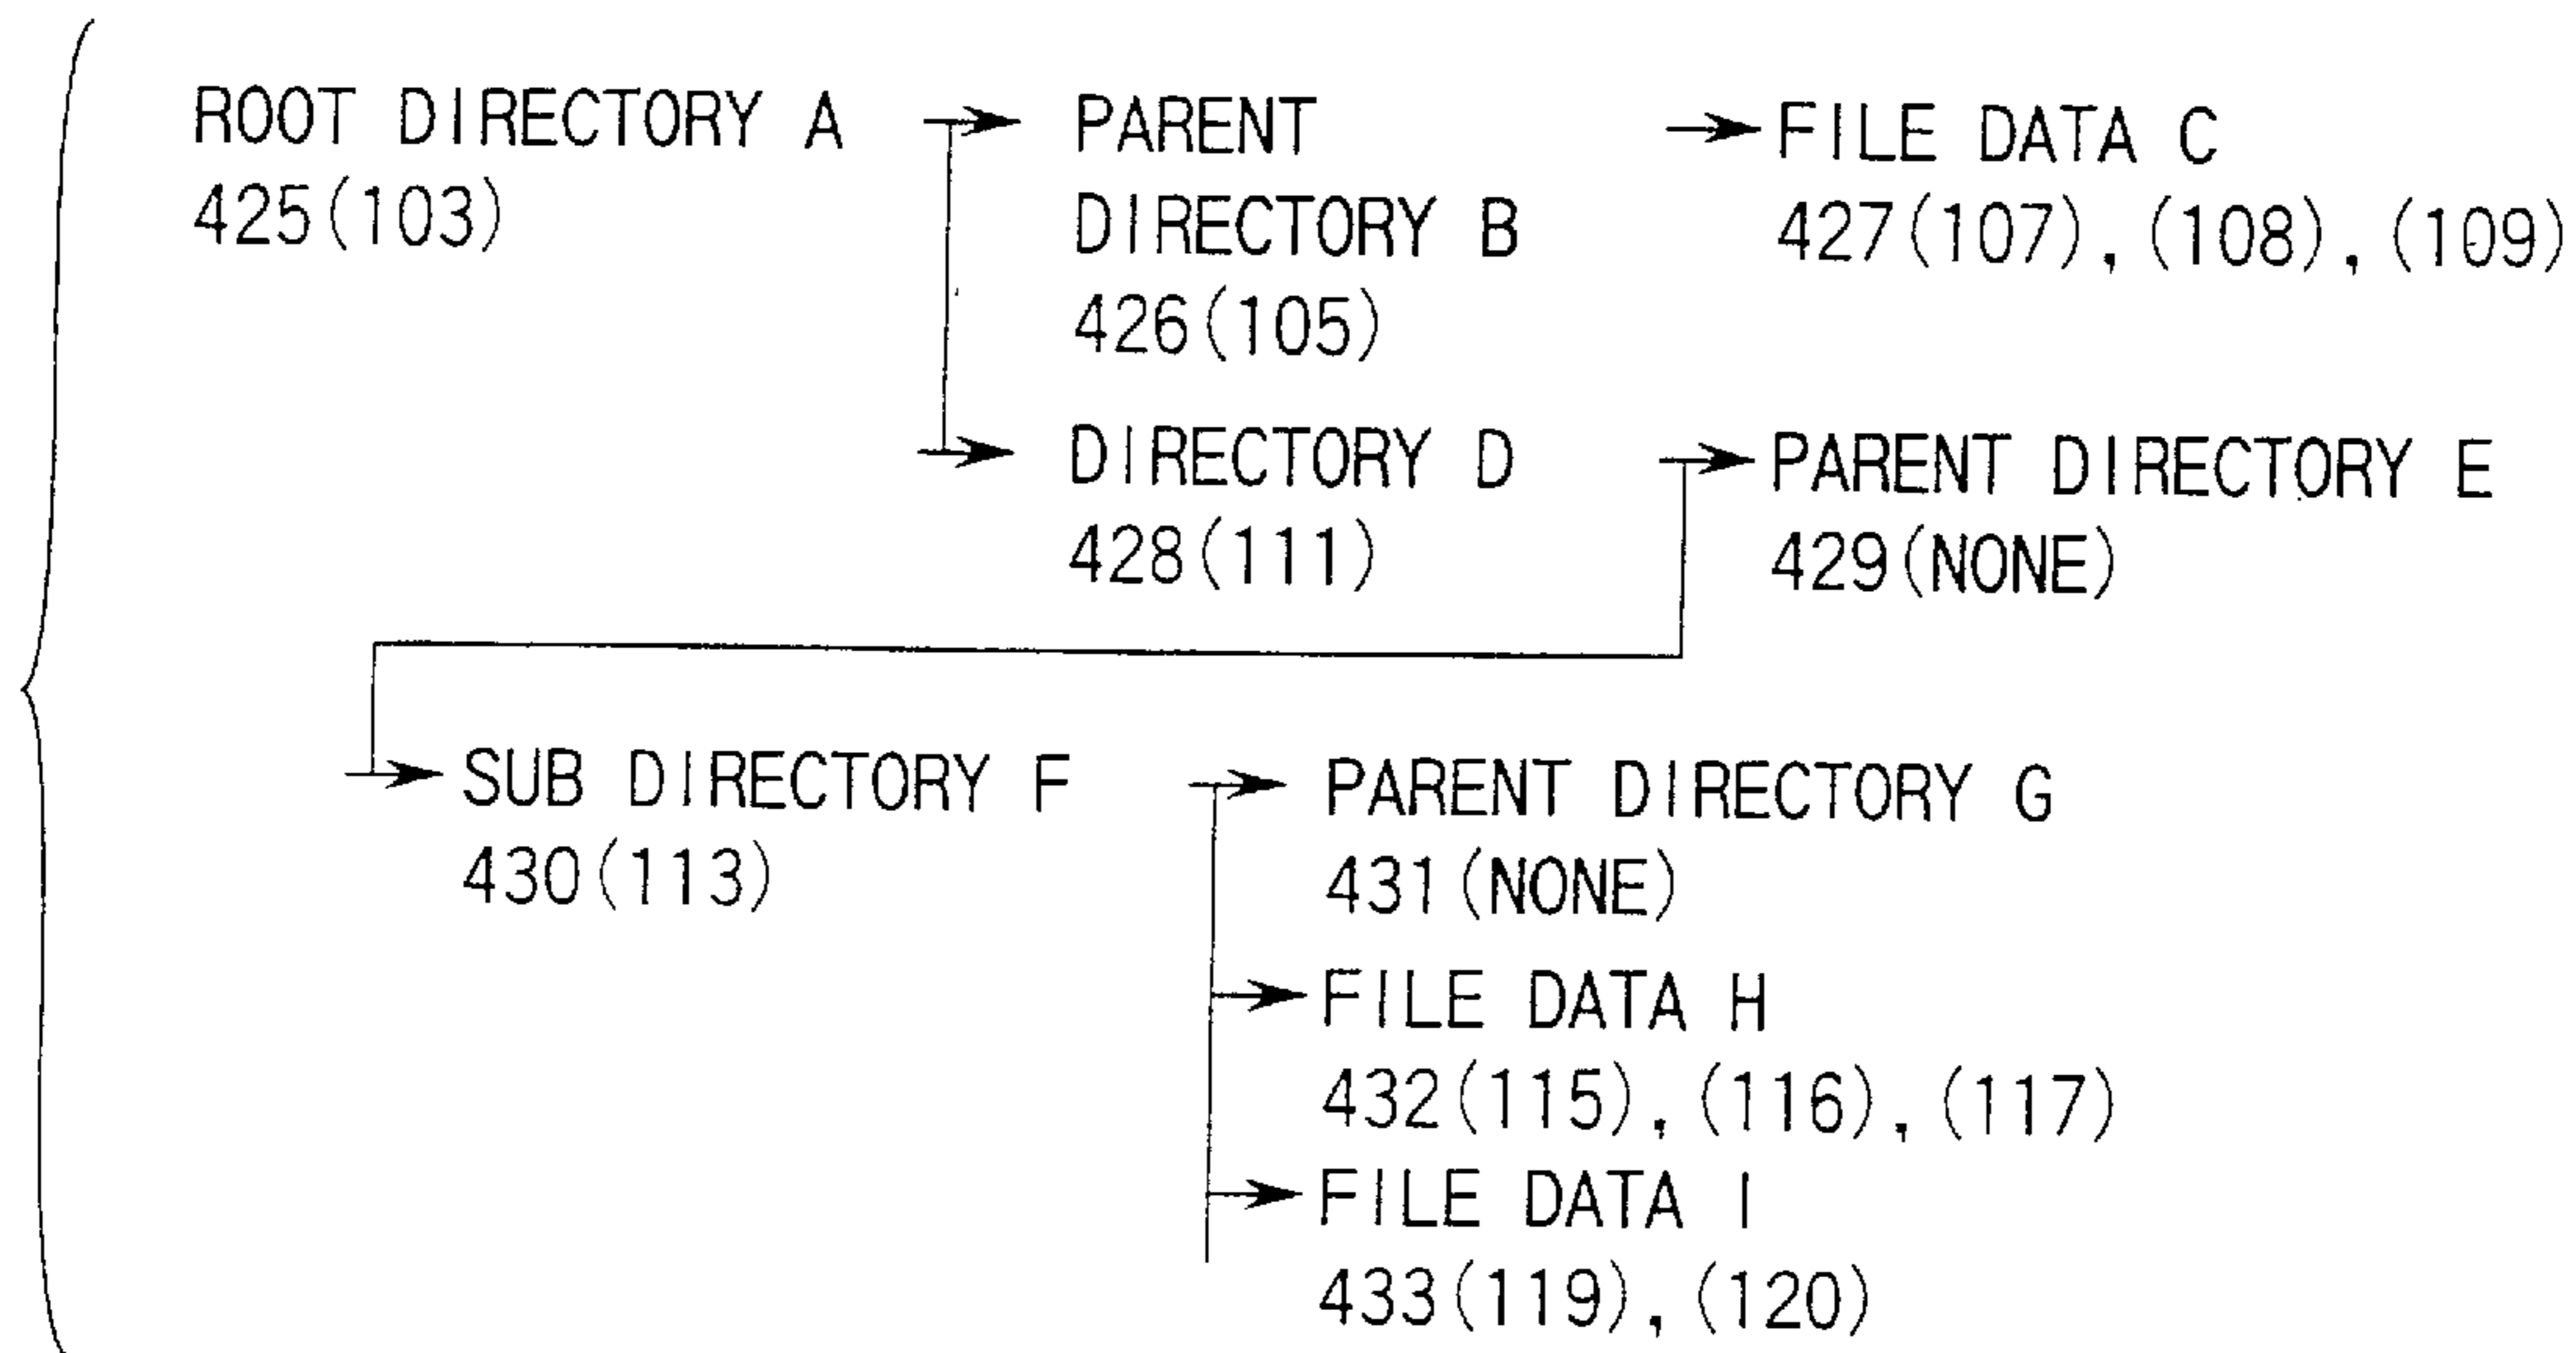 ROOT DIRECTORY A
425(103)
PARENT
DIRECTORY B
426(105)
FILE DATA C
427(107), (108), (109)
DIRECTORY D
428(111)
PARENT DIRECTORY E
429(NONE)
SUB DIRECTORY F
430(113)
PARENT DIRECTORY G
431(NONE)
FILE DATA H
432(115), (116), (117)
FILE DATA I
433(119), (120)